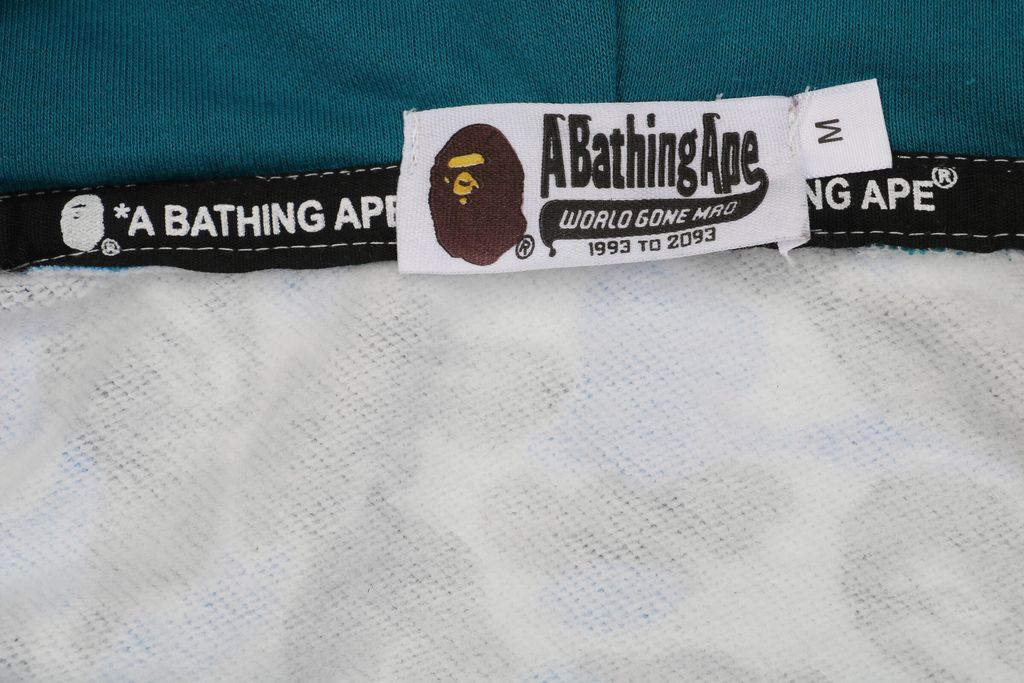 *A BATHING APE
®
ABathingApe
WORLD GONE MAD
1993 TO 2093
®
M
NG APE®